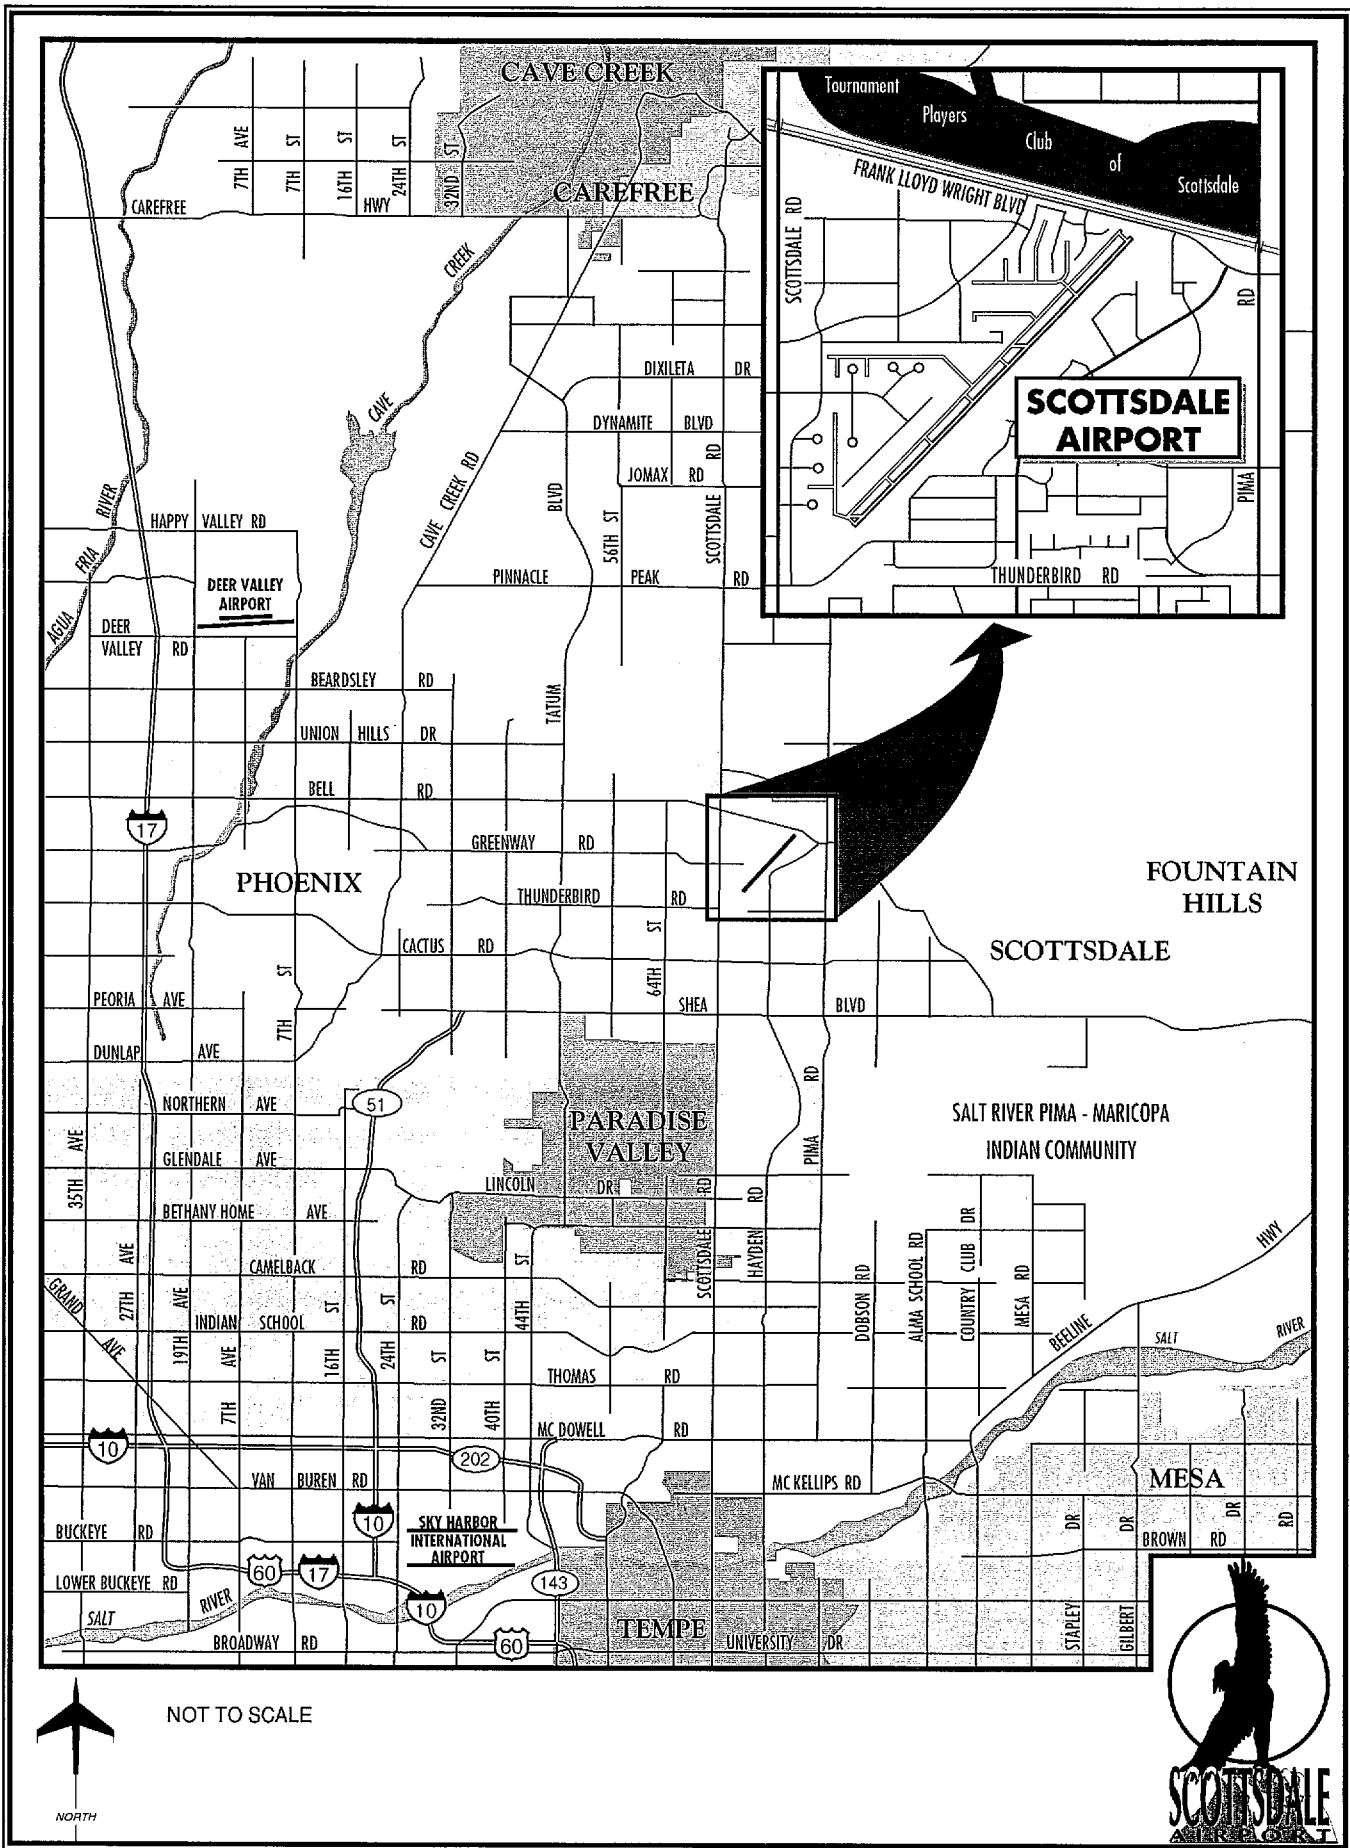 CAVE CREEK
7TH AVE
7TH ST
16TH ST
24TH ST
32ND ST
CAREFREE
CAREFREE HWY
CAVE CREEK
Tournament
Players
Club
of
Scottsdale
FRANK LLOYD WRIGHT BLVD
SCOTTSDALE RD
RD
PIMA
SCOTTSDALE
AIRPORT
THUNDERBIRD RD
DIXILETA DR
DYNAMITE BLVD
JOMAX RD
CAVE CREEK RD
BLVD
TATUM
56TH ST
SCOTTSDALE RD
AGUA FRIA RIVER
HAPPY VALLEY RD
PINNACLE PEAK RD
DEER VALLEY
AIRPORT
DEER
VALLEY RD
BEARDSLEY RD
UNION HILLS DR
BELL RD
17
GREENWAY RD
PHOENIX
THUNDERBIRD RD
FOUNTAIN
HILLS
SCOTTSDALE
CACTUS RD
64TH ST
7TH ST
PEORIA AVE
SHEA BLVD
DUNLAP AVE
NORTHERN AVE
51
PARADISE
VALLEY
PIMA RD
SALT RIVER PIMA - MARICOPA
INDIAN COMMUNITY
35TH AVE
GLENDALE AVE
LINCOLN DR
BETHANY HOME AVE
SCOTTSDALE RD
HAYDEN RD
CAMELBACK RD
GRAND AVE
27TH AVE
19TH AVE
7TH AVE
16TH ST
24TH ST
32ND ST
40TH ST
44TH ST
DOBSON RD
ALMA SCHOOL RD
COUNTRY CLUB DR
MESA RD
BEELINE HWY
INDIAN SCHOOL RD
SALT RIVER
THOMAS RD
MC DOWELL RD
10
202
VAN BUREN RD
MC KELLIPS RD
MESA
10
SKY HARBOR
INTERNATIONAL
AIRPORT
BUCKEYE RD
BROWN RD
STAPLEY DR
GILBERT DR
DR
RD
60
17
LOWER BUCKEYE RD
143
10
SALT RIVER
TEMPE
60
UNIVERSITY DR
BROADWAY RD
NOT TO SCALE
NORTH
SCOTTSDALE
AIRPORT